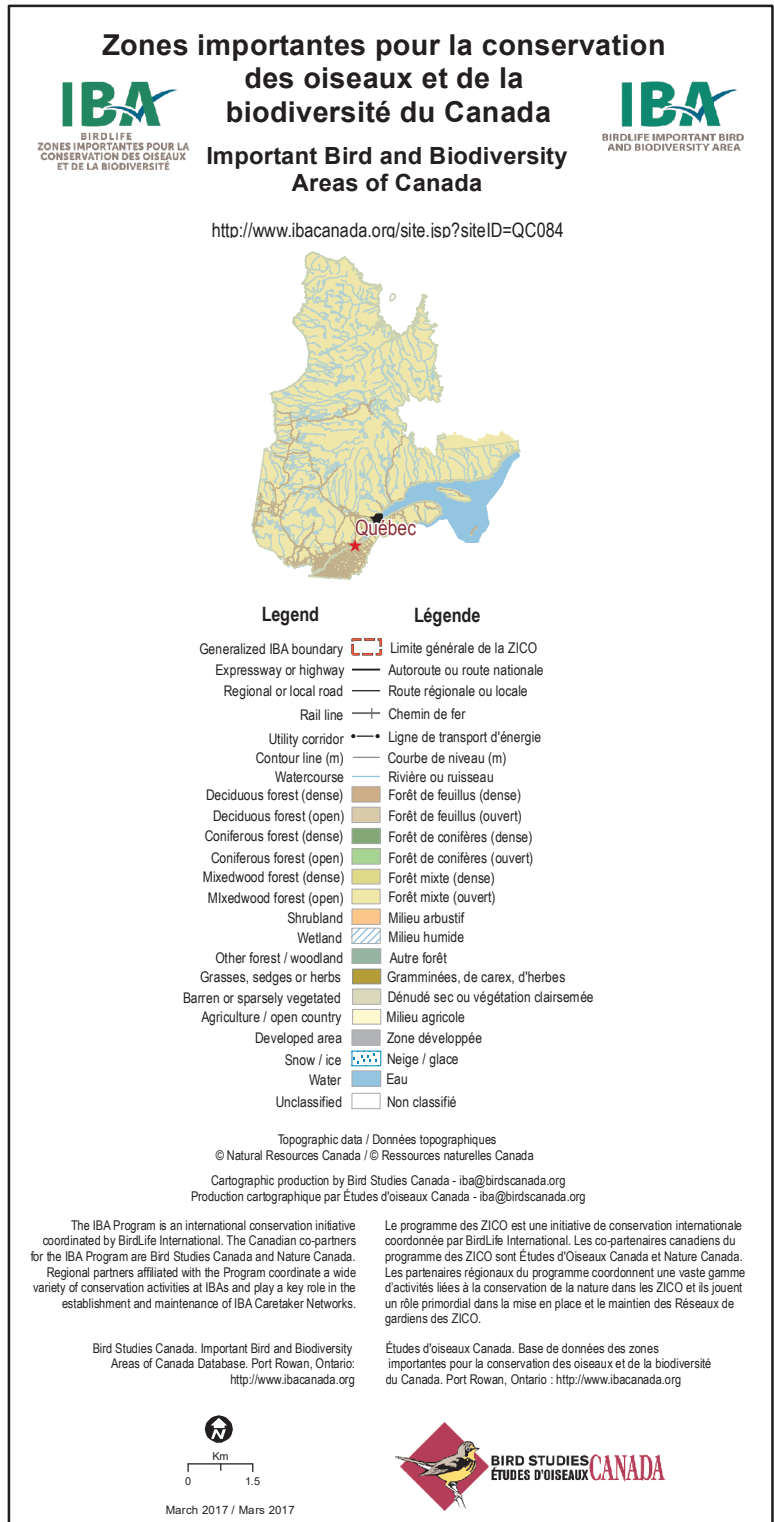 Zones importantes pour la conservation
des oiseaux et de la
biodiversité du Canada
IBA
BIRDLIFE
ZONES IMPORTANTES POUR LA
CONSERVATION DES OISEAUX
ET DE LA BIODIVERSITÉ
IBA
BIRDLIFE IMPORTANT BIRD
AND BIODIVERSITY AREA
Important Bird and Biodiversity
Areas of Canada
http://www.ibacanada.org/site.jsp?siteID=QC084
Québec
Legend Légende
Generalized IBA boundary Limite générale de la ZICO
Expressway or highway Autoroute ou route nationale
Regional or local road Route régionale ou locale
Rail line Chemin de fer
Utility corridor Ligne de transport d'énergie
Contour line (m) Courbe de niveau (m)
Watercourse Rivière ou ruisseau
Deciduous forest (dense) Forêt de feuillus (dense)
Deciduous forest (open) Forêt de feuillus (ouvert)
Coniferous forest (dense) Forêt de conifères (dense)
Coniferous forest (open) Forêt de conifères (ouvert)
Mixedwood forest (dense) Forêt mixte (dense)
MIxedwood forest (open) Forêt mixte (ouvert)
Shrubland Milieu arbustif
Wetland Milieu humide
Other forest / woodland Autre forêt
Grasses, sedges or herbs Gramminées, de carex, d'herbes
Barren or sparsely vegetated Dénudé sec ou végétation clairsemée
Agriculture / open country Milieu agricole
Developed area Zone développée
Snow / ice Neige / glace
Water Eau
Unclassified Non classifié
Topographic data / Données topographiques
© Natural Resources Canada / © Ressources naturelles Canada
Cartographic production by Bird Studies Canada - iba@birdscanada.org
Production cartographique par Études d'oiseaux Canada - iba@birdscanada.org
The IBA Program is an international conservation initiative
coordinated by BirdLife International. The Canadian co-partners
for the IBA Program are Bird Studies Canada and Nature Canada.
Regional partners affiliated with the Program coordinate a wide
variety of conservation activities at IBAs and play a key role in the
establishment and maintenance of IBA Caretaker Networks.
Le programme des ZICO est une initiative de conservation internationale
coordonnée par BirdLife International. Les co-partenaires canadiens du
programme des ZICO sont Études d'Oiseaux Canada et Nature Canada.
Les partenaires régionaux du programme coordonnent une vaste gamme
d'activités liées à la conservation de la nature dans les ZICO et ils jouent
un rôle primordial dans la mise en place et le maintien des Réseaux de
gardiens des ZICO.
Bird Studies Canada. Important Bird and Biodiversity
Areas of Canada Database. Port Rowan, Ontario:
http://www.ibacanada.org
Études d'oiseaux Canada. Base de données des zones
importantes pour la conservation des oiseaux et de la biodiversité
du Canada. Port Rowan, Ontario : http://www.ibacanada.org
N
Km
0 1.5
March 2017 / Mars 2017
BIRD STUDIES
ÉTUDES D'OISEAUX CANADA